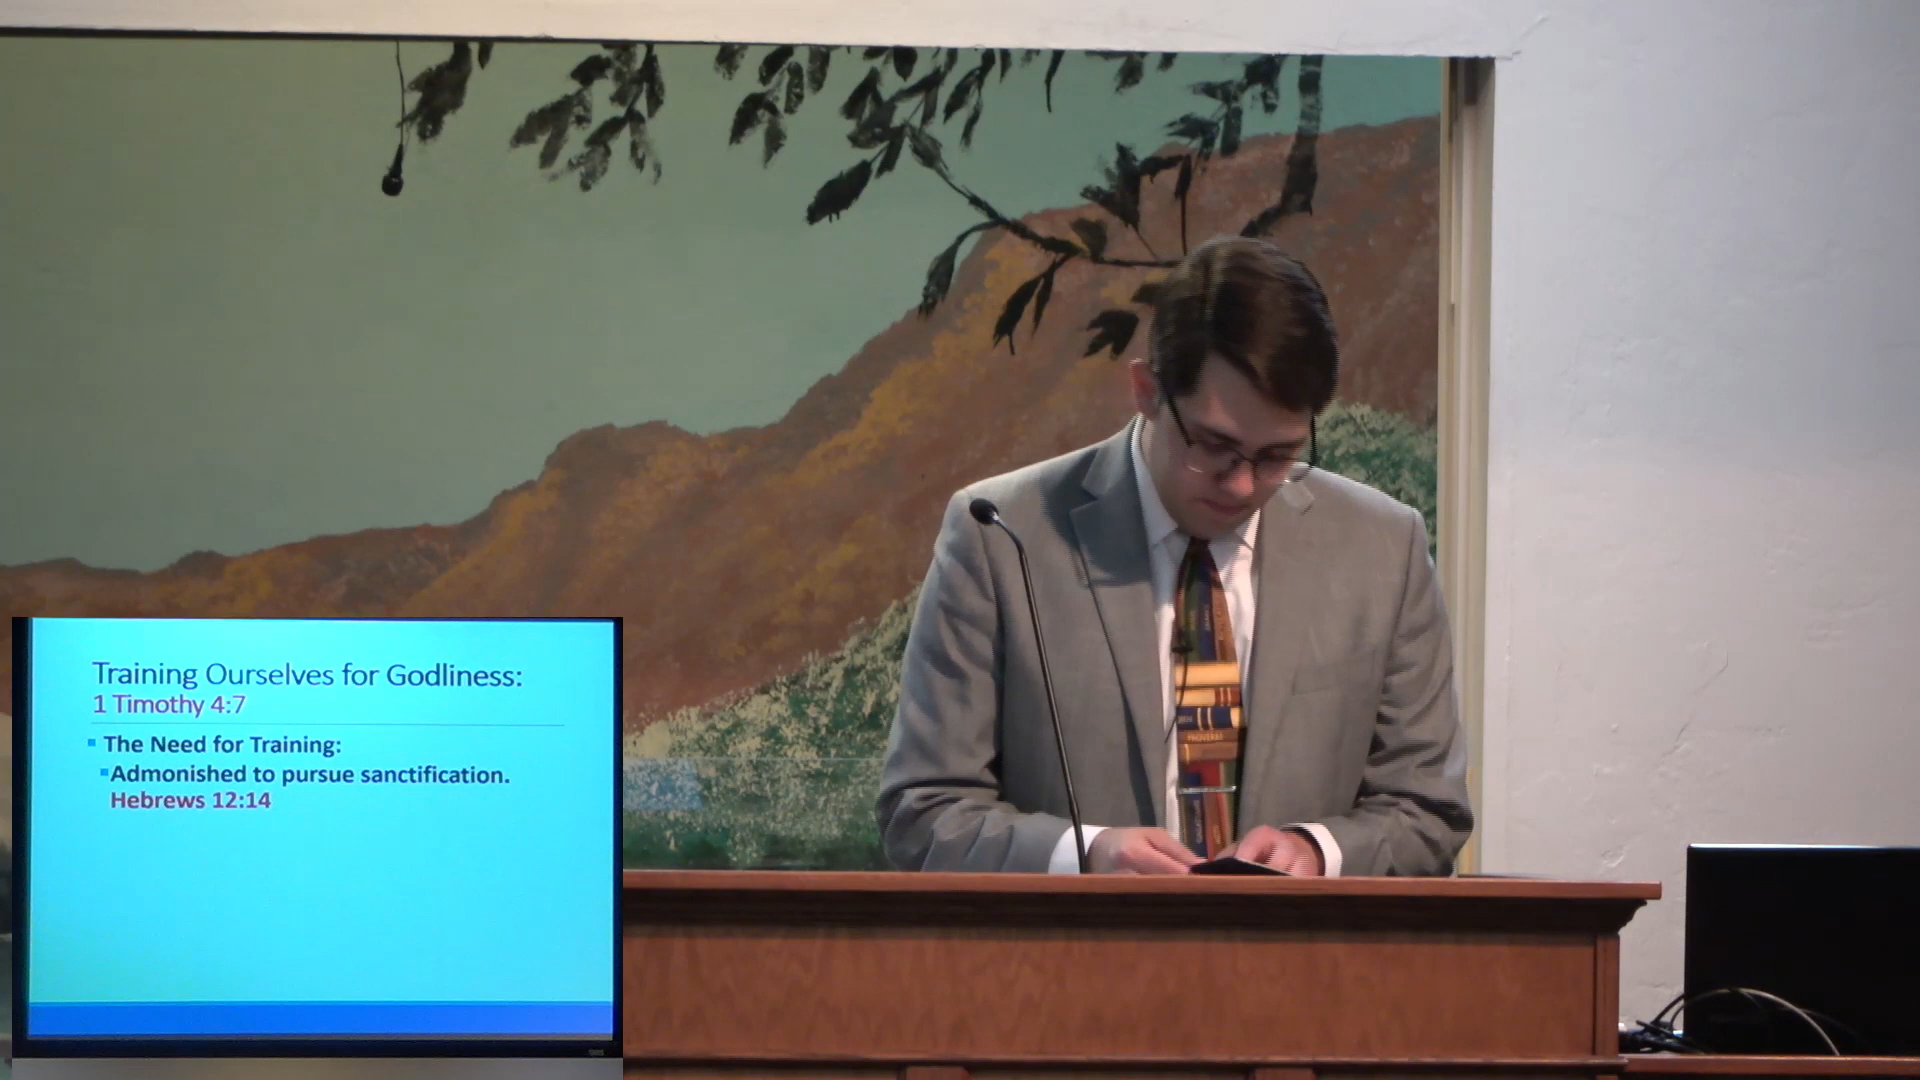 Training Ourselves for Godliness:
1 Timothy 4:7
The Need for Training:
Admonished to pursue sanctification.
Hebrews 12:14
PROVERBS